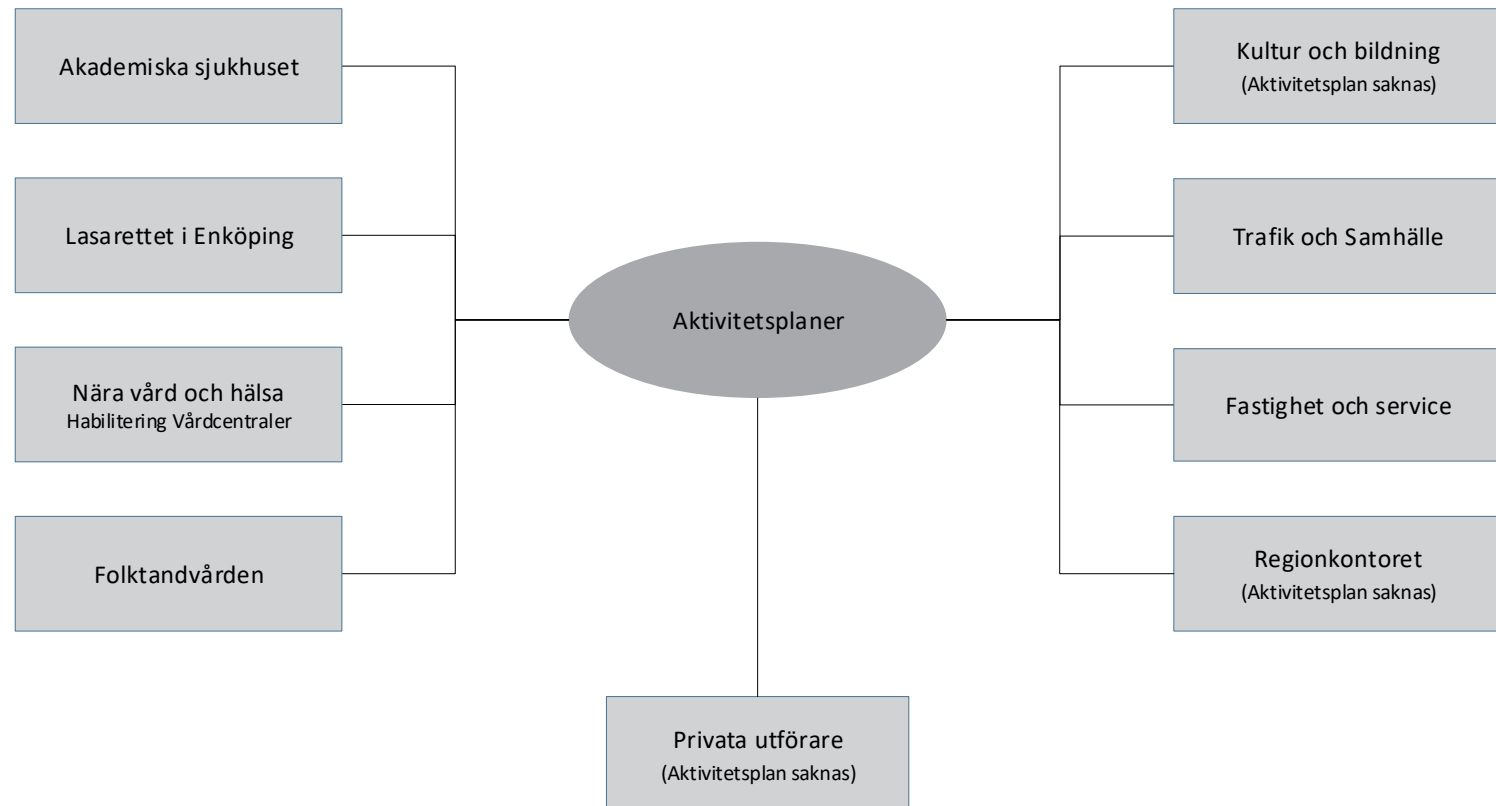 Akademiska sjukhuset
Lasarettet i Enköping
Nära vård och hälsa
Habilitering Vårdcentraler
Folktandvården
Aktivitetsplaner
Privata utförare
(Aktivitetsplan saknas)
Kultur och bildning
(Aktivitetsplan saknas)
Trafik och Samhälle
Fastighet och service
Regionkontoret
(Aktivitetsplan saknas)